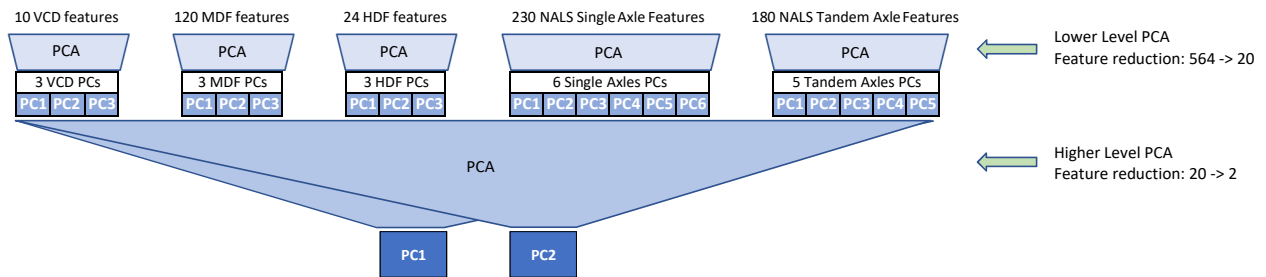 10 VCD features
120 MDF features
24 HDF features
230 NALS Single Axle Features
180 NALS Tandem Axle Features
PCA
PCA
PCA
PCA
PCA
Lower Level PCA
Feature reduction: 564 -> 20
3 VCD PCs
3 MDF PCs
3 HDF PCs
6 Single Axles PCs
5 Tandem Axles PCs
PC1 PC2 PC3
PC1 PC2 PC3
PC1 PC2 PC3
PC1 PC2 PC3 PC4 PC5 PC6
PC1 PC2 PC3 PC4 PC5
PCA
Higher Level PCA
Feature reduction: 20 -> 2
PC1
PC2